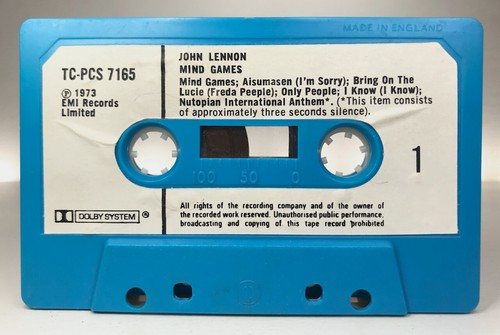 MADE IN ENGLAND
TC-PCS 7165
℗ 1973
EMI Records
Limited
JOHN LENNON
MIND GAMES
Mind Games; Aisumasen (I'm Sorry); Bring On The
Lucie (Freda Peeple); Only People; I Know (I Know);
Nutopian International Anthem*. (*This item consists
of approximately three seconds silence).
100 50 0
1
DOLBY SYSTEM ®
All rights of the recording company and of the owner of
the recorded work reserved. Unauthorised public performance,
broadcasting and copying of this tape record prohibited